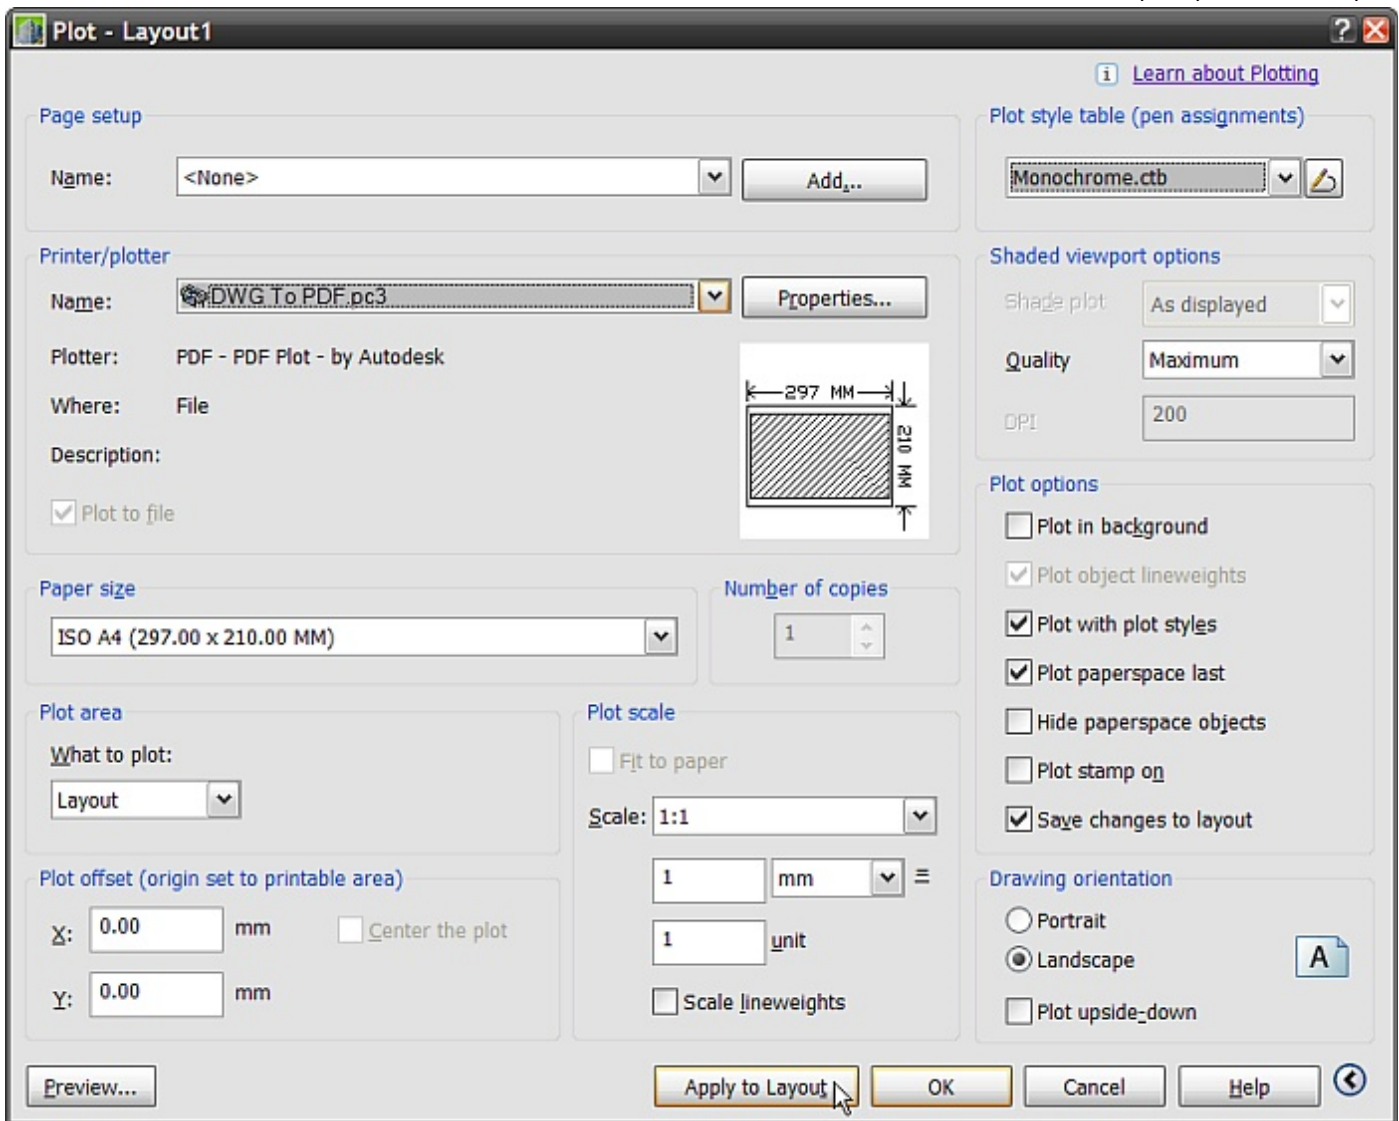 Plot - Layout1
Learn about Plotting
Page setup
Name: <None> Add...
Plot style table (pen assignments)
Monochrome.ctb
Printer/plotter
Name: DWG To PDF.pc3 Properties...
Plotter: PDF - PDF Plot - by Autodesk
Where: File
Description:
Plot to file
297 MM
210 MM
Shaded viewport options
Shade plot As displayed
Quality Maximum
DPI 200
Paper size
ISO A4 (297.00 x 210.00 MM)
Number of copies
1
Plot options
Plot in background
Plot object lineweights
Plot with plot styles
Plot paperspace last
Hide paperspace objects
Plot stamp on
Save changes to layout
Plot area
What to plot:
Layout
Plot scale
Fit to paper
Scale: 1:1
1 mm =
1 unit
Scale lineweights
Plot offset (origin set to printable area)
X: 0.00 mm Center the plot
Y: 0.00 mm
Drawing orientation
Portrait
Landscape
A
Plot upside-down
Preview... Apply to Layout OK Cancel Help